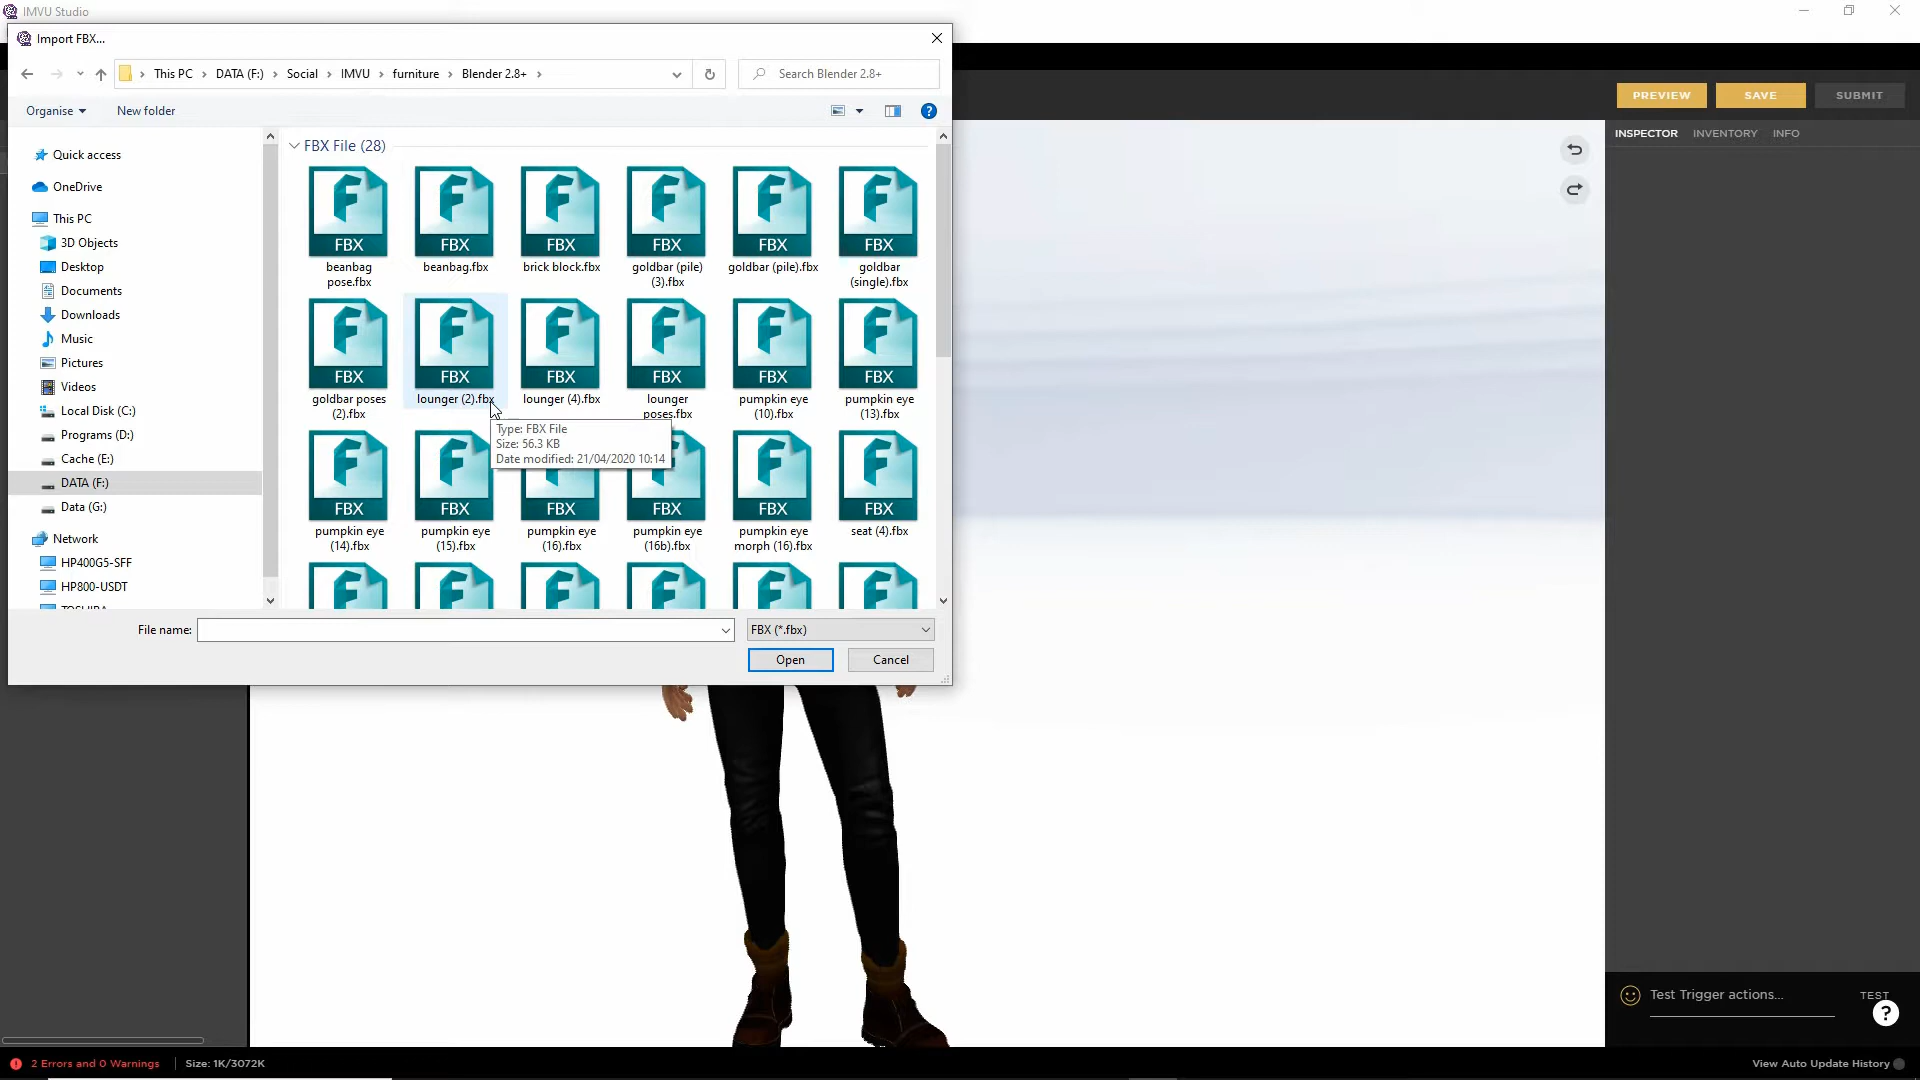 IMVU Studio
Import FBX...
This PC
DATA (F:)
Social
IMVU
furniture
Blender 2.8+
Search Blender 2.8+
Organise
New folder
PREVIEW
SAVE
SUBMIT
INSPECTOR
INVENTORY
INFO
Quick access
OneDrive
This PC
3D Objects
Desktop
Documents
Downloads
Music
Pictures
Videos
Local Disk (C:)
Programs (D:)
Cache (E:)
DATA (F:)
Data (G:)
Network
HP400G5-SFF
HP800-USDT
TOSHIBA
FBX File (28)
FBX
FBX
FBX
FBX
FBX
FBX
beanbag
pose.fbx
beanbag.fbx
brick block.fbx
goldbar (pile)
(3).fbx
goldbar (pile).fbx
goldbar
(single).fbx
FBX
FBX
FBX
FBX
FBX
FBX
goldbar poses
(2).fbx
lounger (2).fbx
lounger (4).fbx
lounger
poses.fbx
pumpkin eye
(10).fbx
pumpkin eye
(13).fbx
Type: FBX File
Size: 56.3 KB
Date modified: 21/04/2020 10:14
FBX
FBX
FBX
FBX
FBX
FBX
pumpkin eye
(14).fbx
pumpkin eye
(15).fbx
pumpkin eye
(16).fbx
pumpkin eye
(16b).fbx
pumpkin eye
morph (16).fbx
seat (4).fbx
File name:
FBX (*.fbx)
Open
Cancel
Test Trigger actions...
TEST
?
2 Errors and 0 Warnings
Size: 1K/3072K
View Auto Update History